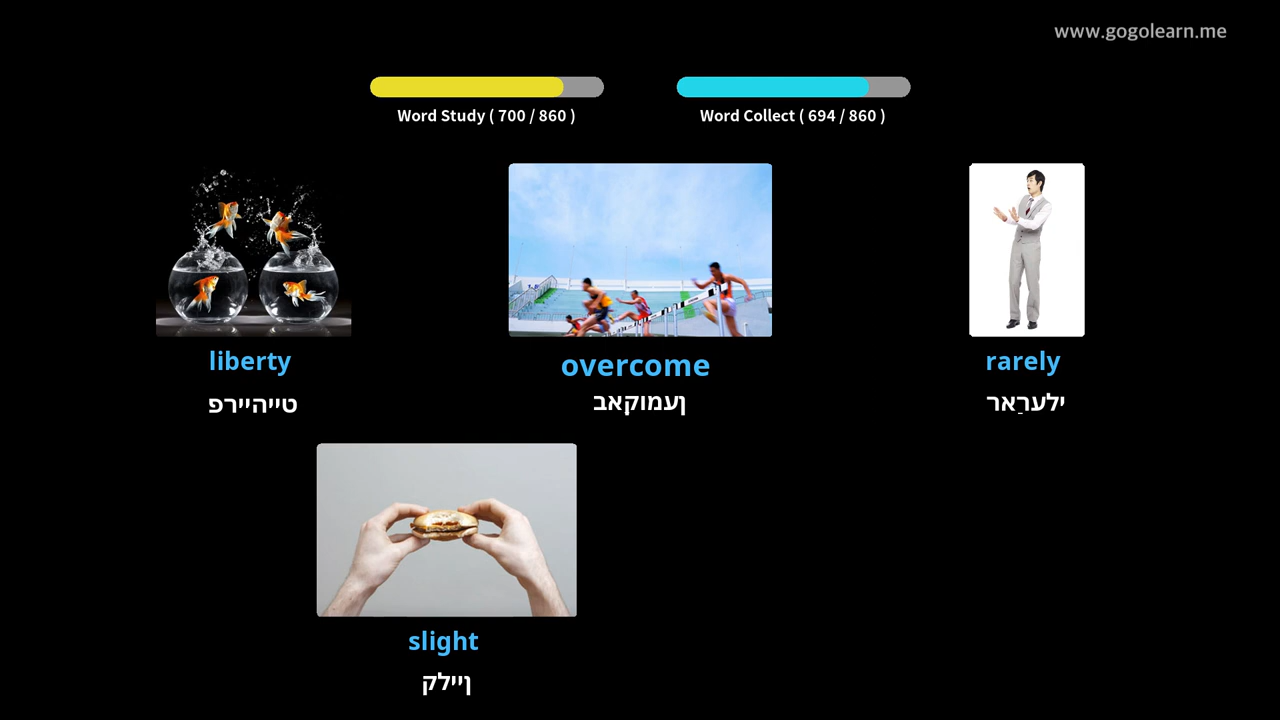 www.gogolearn.me
Word Study ( 700 / 860 )
Word Collect ( 694 / 860 )
liberty
טייהיירפ
overcome
ןעמוקאב
rarely
ילערַאר
slight
ןיילק